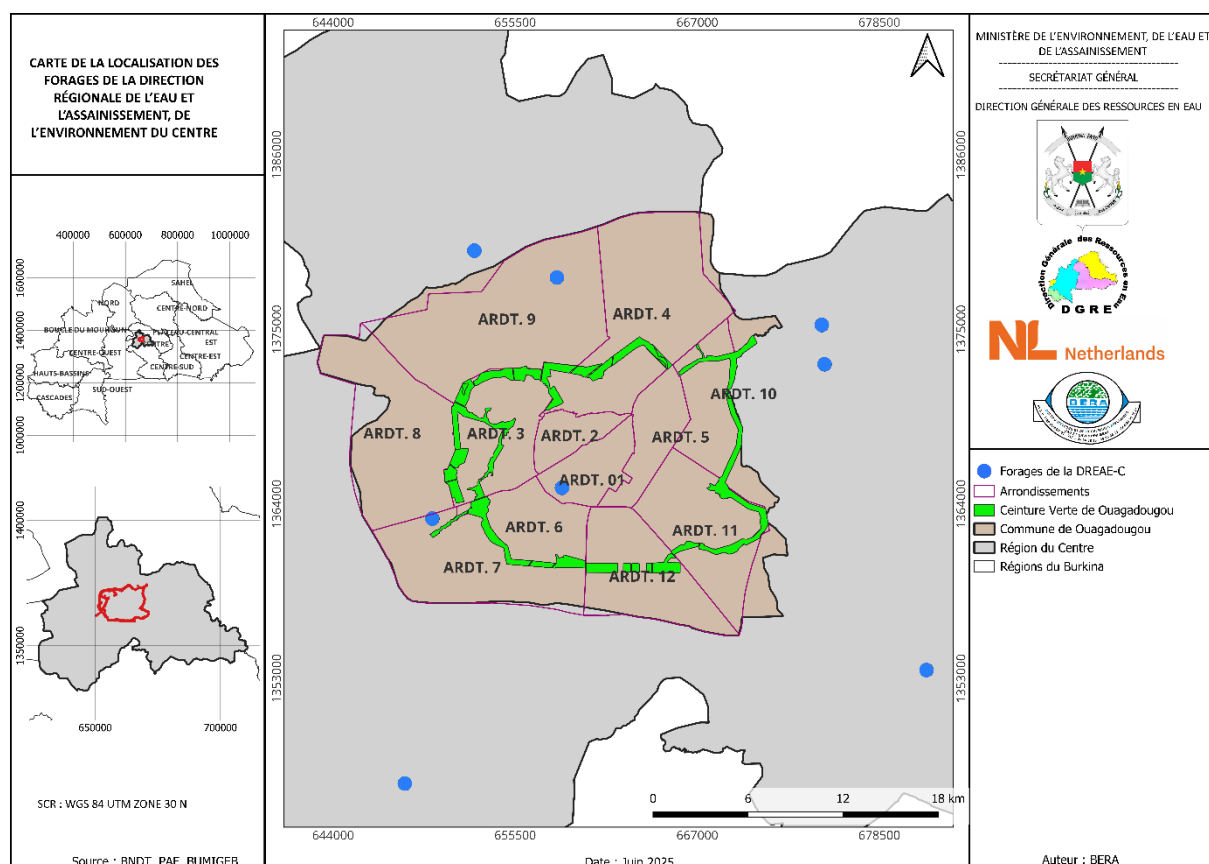 CARTE DE LA LOCALISATION DES
FORAGES DE LA DIRECTION
RÉGIONALE DE L'EAU ET
L'ASSAINISSEMENT, DE
L'ENVIRONNEMENT DU CENTRE
400000 600000 800000 1000000
1600000
1400000
1200000
1000000
SAHEL
NORD
CENTRE-NORD
BOUCLE DU MOUHOUN
PLATEAU-CENTRAL
EST
CENTRE
CENTRE-OUEST
CENTRE-EST
HAUTS-BASSINS
CENTRE-SUD
SUD-OUEST
CASCADES
1400000
1350000
650000 700000
SCR : WGS 84 UTM ZONE 30 N
Source : BNDT, PAF, BUMIGEB
644000 655500 667000 678500
1386000
1375000
1364000
1353000
1386000
1375000
1364000
1353000
ARDT. 9
ARDT. 4
ARDT. 10
ARDT. 8
ARDT. 3
ARDT. 2
ARDT. 5
ARDT. 01
ARDT. 6
ARDT. 11
ARDT. 7
ARDT. 12
0 6 12 18 km
644000 655500 667000 678500
Date : Juin 2025
MINISTÈRE DE L'ENVIRONNEMENT, DE L'EAU ET
DE L'ASSAINISSEMENT
SECRÉTARIAT GÉNÉRAL
DIRECTION GÉNÉRALE DES RESSOURCES EN EAU
BURKINA FASO
Direction Générale des Ressources en Eau
DGRE
NL Netherlands
BERA
Forages de la DREAE-C
Arrondissements
Ceinture Verte de Ouagadougou
Commune de Ouagadougou
Région du Centre
Régions du Burkina
Auteur : BERA